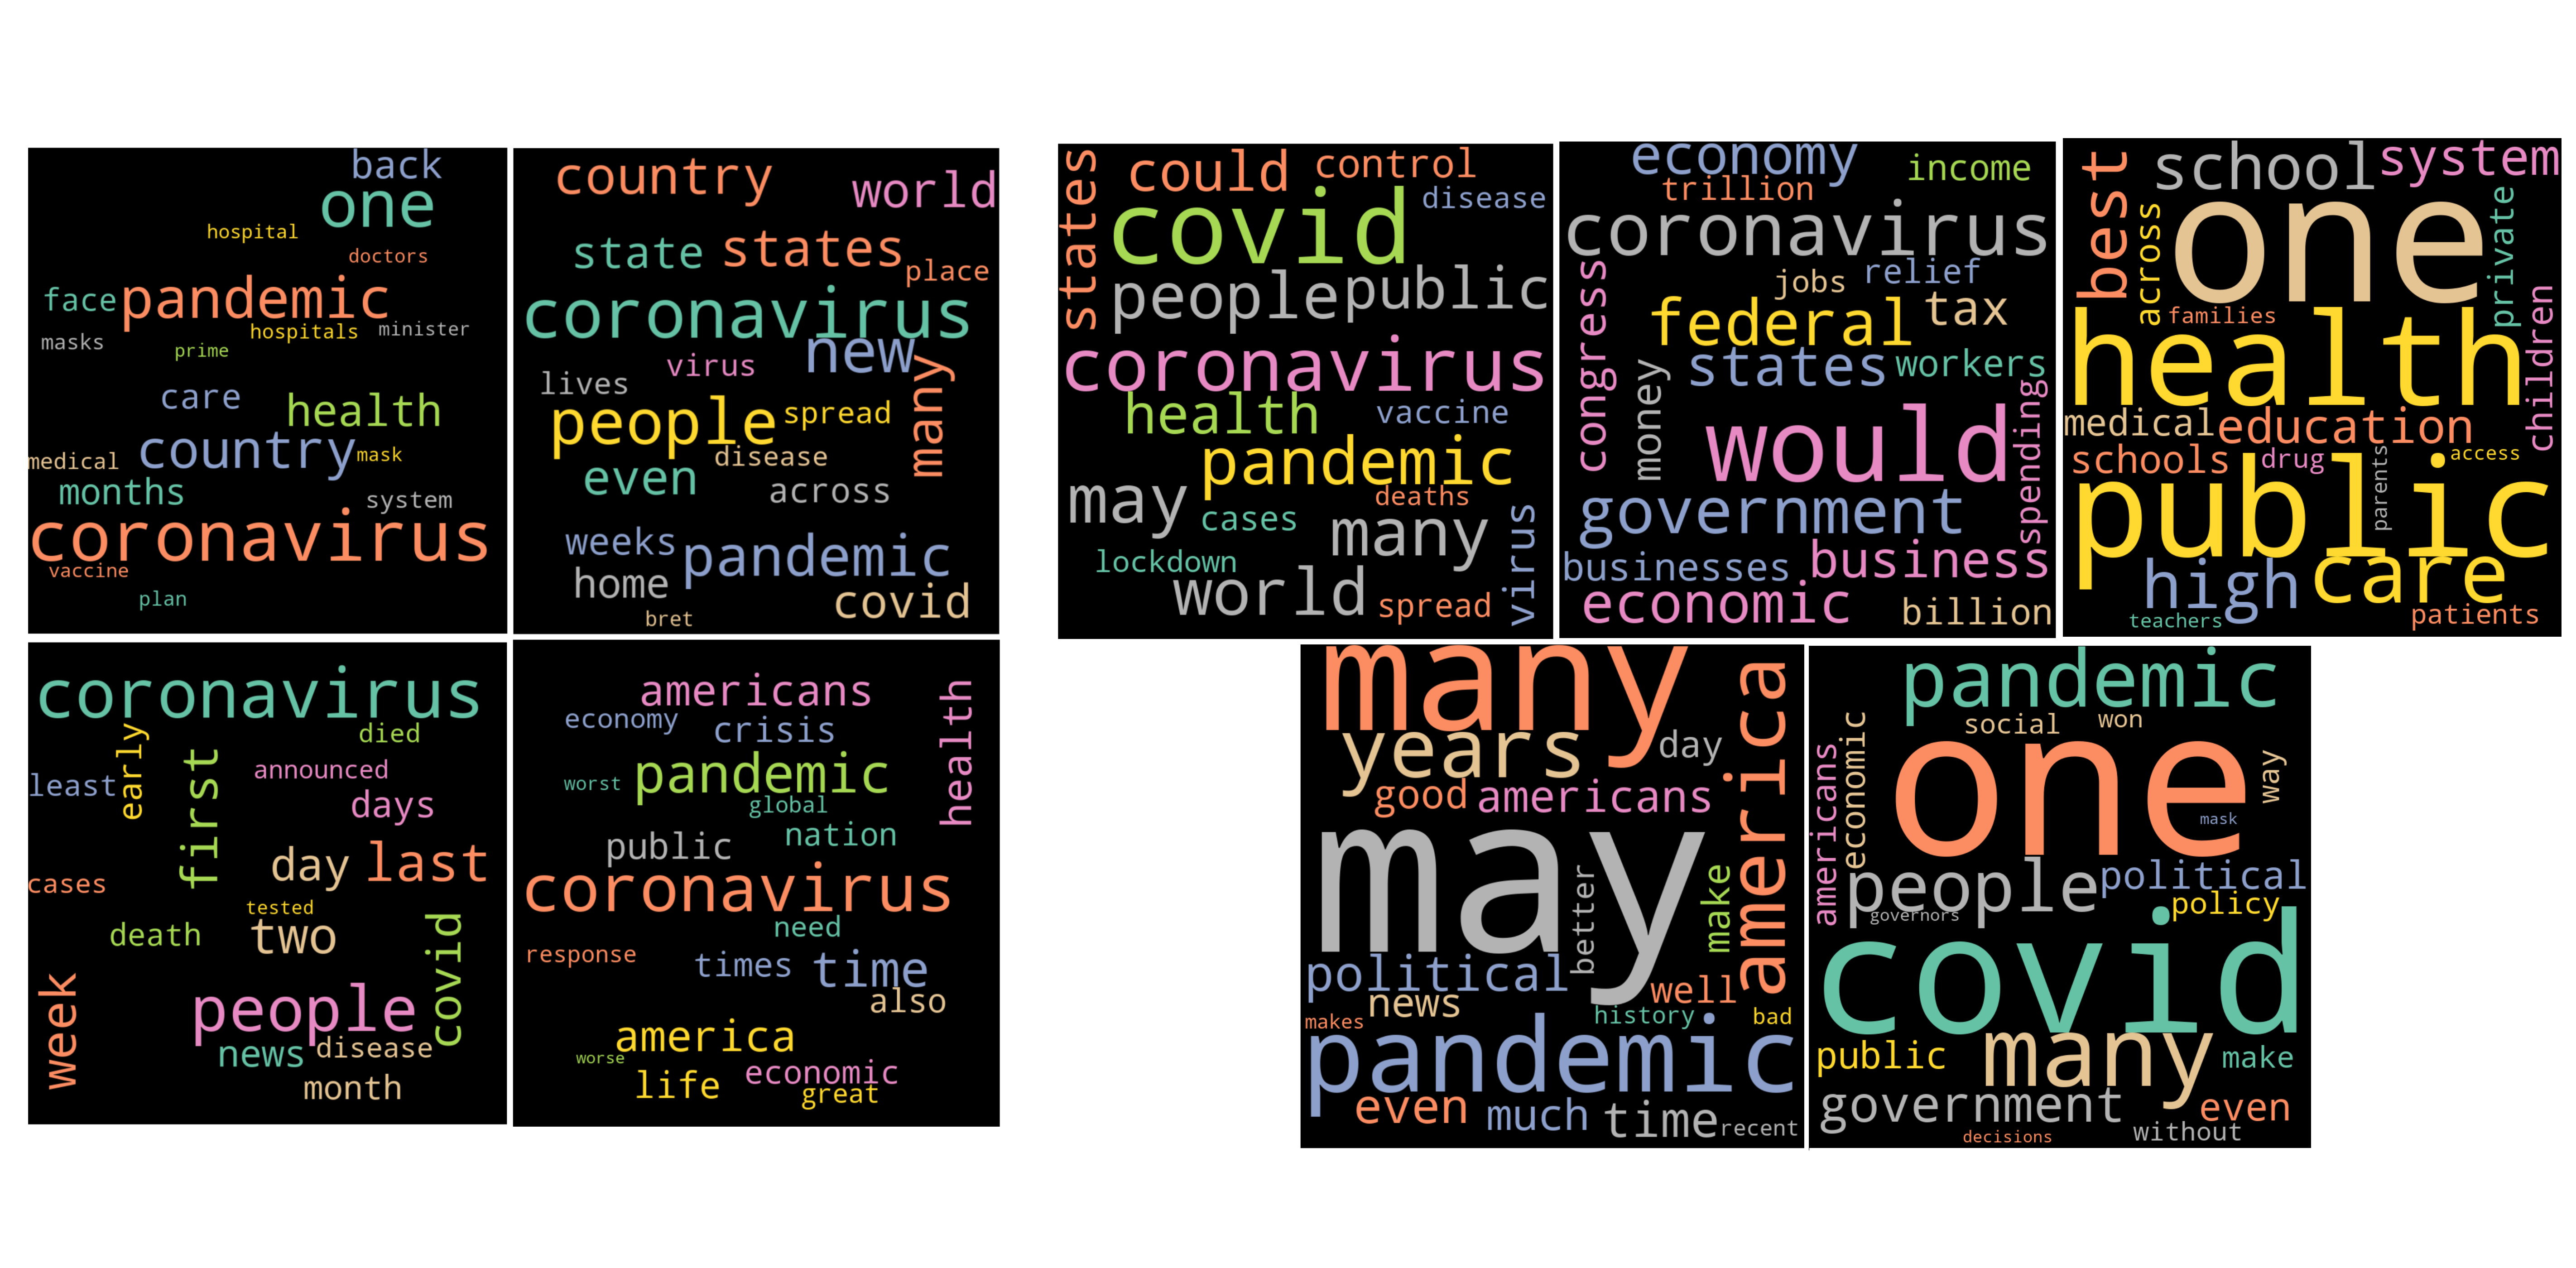 back
one
hospital
doctors
pandemic
face
hospitals
minister
masks
prime
care
health
country
mask
medical
months
system
coronavirus
vaccine
plan
country
world
state
states
place
coronavirus
new
virus
many
lives
people
spread
disease
even
across
weeks
pandemic
home
covid
bret
coronavirus
died
early
first
announced
least
days
day
last
cases
tested
death
two
covid
week
people
news
disease
month
americans
health
economy
crisis
pandemic
worst
global
nation
public
coronavirus
need
response
times
time
also
america
worse
life
economic
great
states
could
control
disease
covid
people
public
coronavirus
health
vaccine
pandemic
may
deaths
cases
many
virus
lockdown
world
spread
economy
income
trillion
coronavirus
congress
jobs
relief
federal
tax
states
workers
money
would
spending
government
businesses
business
economic
billion
best
school
system
one
across
private
families
children
health
medical
education
schools
drug
parents
access
public
high
care
teachers
patients
many
america
years
day
good
americans
may
better
make
political
news
well
makes
history
bad
pandemic
even
much
time
recent
pandemic
social
won
americans
economic
one
way
mask
people
political
governors
policy
covid
public
many
make
government
even
decisions
without